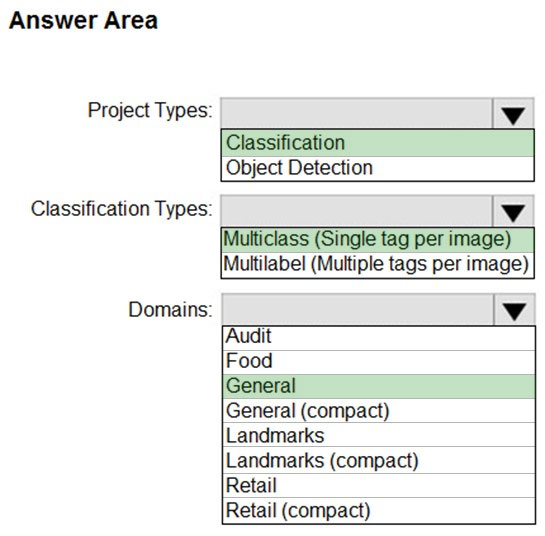 Answer Area
Project Types:
Classification
Object Detection
Classification Types:
Multiclass (Single tag per image)
Multilabel (Multiple tags per image)
Domains:
Audit
Food
General
General (compact)
Landmarks
Landmarks (compact)
Retail
Retail (compact)